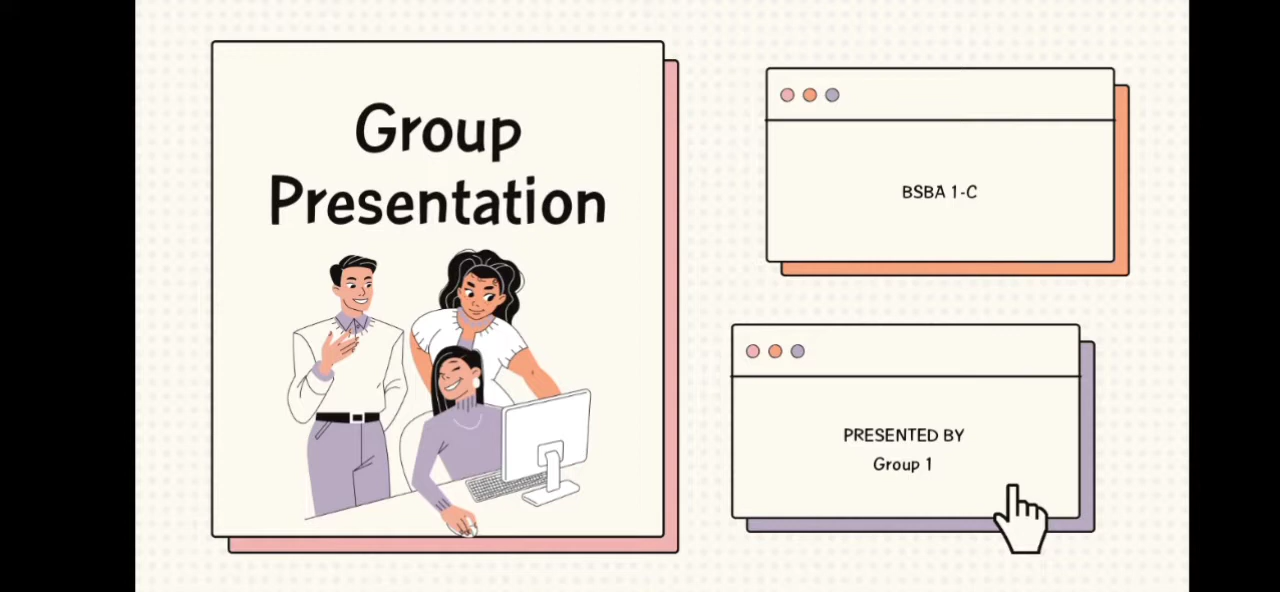 Group
Presentation
BSBA 1-C
PRESENTED BY
Group 1